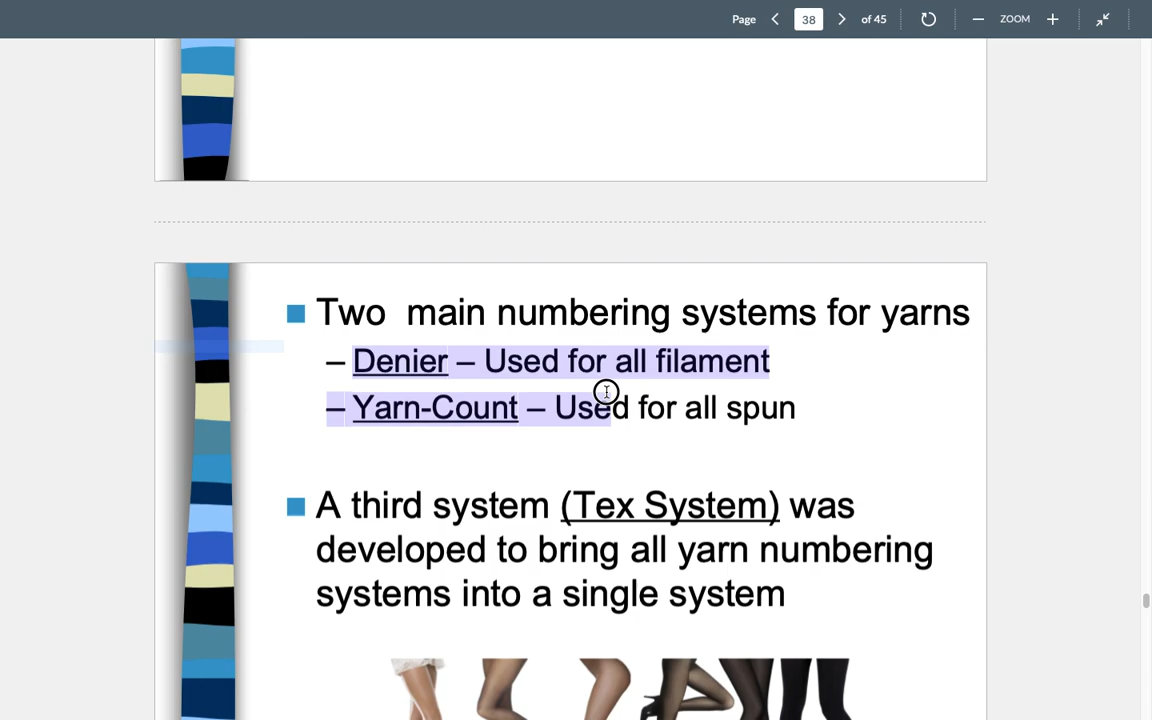 Page 38 of 45 ZOOM
Two main numbering systems for yarns
– Denier – Used for all filament
– Yarn-Count – Used for all spun
A third system (Tex System) was
developed to bring all yarn numbering
systems into a single system